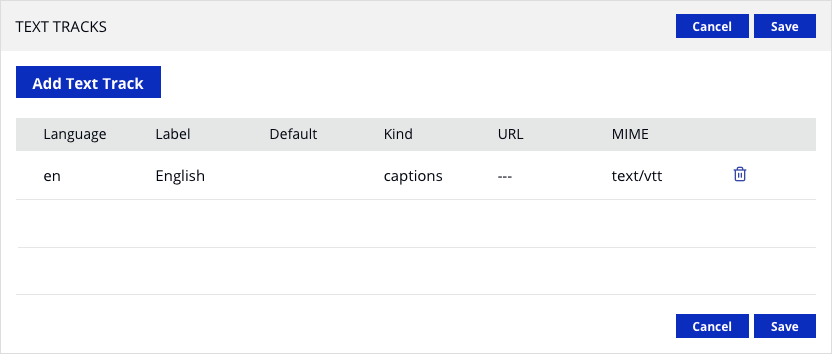 TEXT TRACKS Cancel Save
Add Text Track
Language Label Default Kind URL MIME
en English captions --- text/vtt
Cancel Save